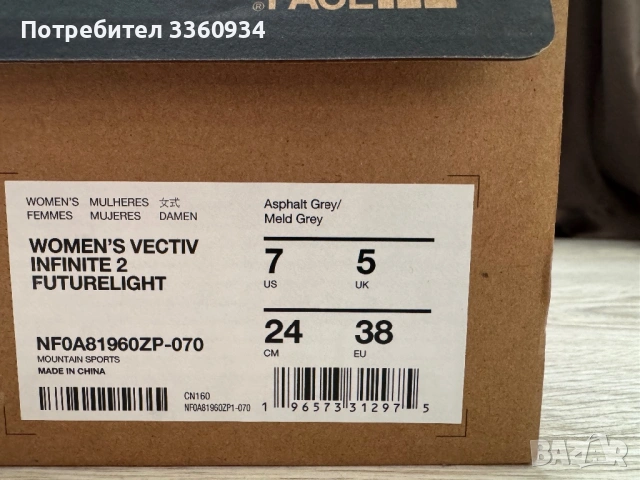 Потребител 3360934
FACE
®
WOMEN'S MULHERES 女式
FEMMES MUJERES DAMEN
Asphalt Grey/
Meld Grey
WOMEN'S VECTIV
INFINITE 2
FUTURELIGHT
7 5
US UK
24 38
CM EU
NF0A81960ZP-070
MOUNTAIN SPORTS
MADE IN CHINA
CN160
NF0A81960ZP1-070
1 96573 31297 5
BAZAR